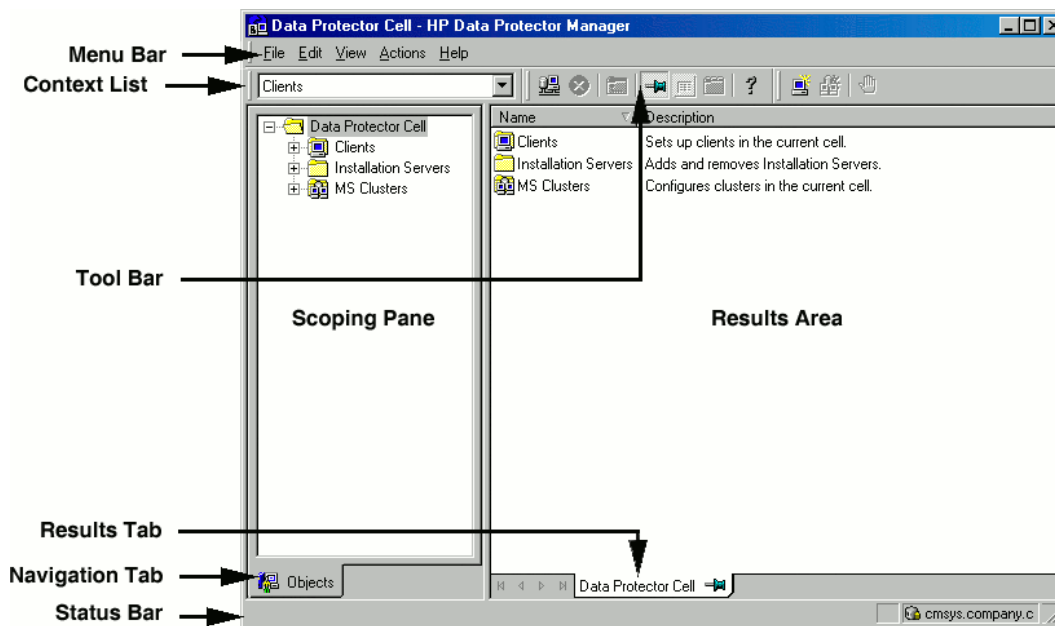 Data Protector Cell - HP Data Protector Manager
Menu Bar
File Edit View Actions Help
Context List
Clients
?
Name Description
Data Protector Cell
Clients
Installation Servers
MS Clusters
Clients Sets up clients in the current cell.
Installation Servers Adds and removes Installation Servers.
MS Clusters Configures clusters in the current cell.
Tool Bar
Scoping Pane
Results Area
Results Tab
Navigation Tab
Objects
Data Protector Cell
Status Bar
cmsys.company.c